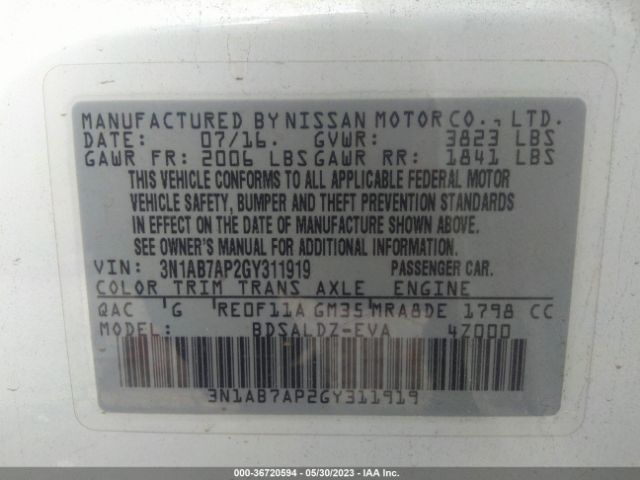 MANUFACTURED BY NISSAN MOTOR CO., LTD.
DATE: 07/16. GVWR: 3823 LBS
GAWR FR: 2006 LBS GAWR RR: 1841 LBS
THIS VEHICLE CONFORMS TO ALL APPLICABLE FEDERAL MOTOR
VEHICLE SAFETY, BUMPER AND THEFT PREVENTION STANDARDS
IN EFFECT ON THE DATE OF MANUFACTURE SHOWN ABOVE.
SEE OWNER'S MANUAL FOR ADDITIONAL INFORMATION.
VIN: 3N1AB7AP2GY311919 PASSENGER CAR.
COLOR TRIM TRANS AXLE ENGINE
QAC G RE0F11A GM35 MRA8DE 1798 CC
MODEL: BDSALDZ-EVA 4Z000
3N1AB7AP2GY311919
000-36720594 — 05/30/2023 — IAA Inc.